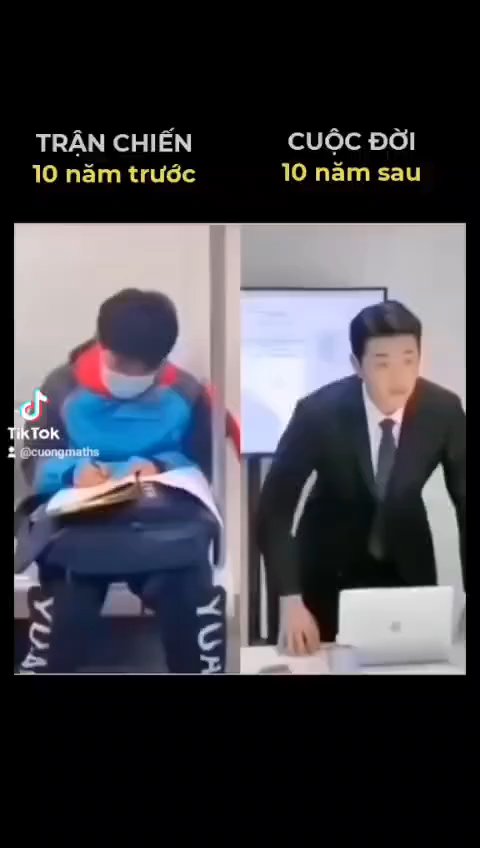 TRẬN CHIẾN
10 năm trước
CUỘC ĐỜI
10 năm sau
TikTok
@cuongmaths
YUA
YUA